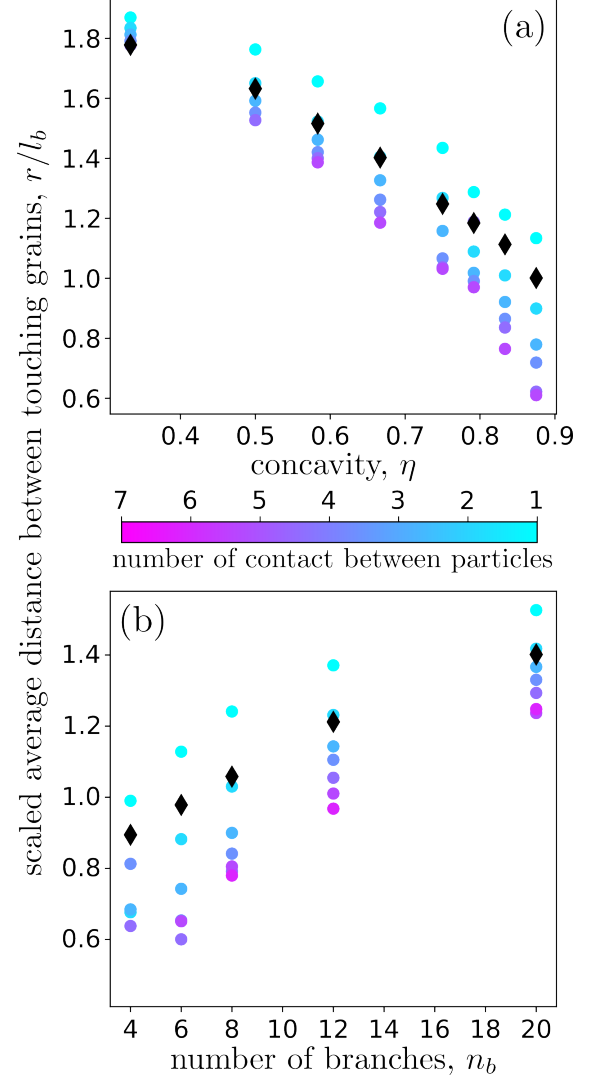 scaled average distance between touching grains, r/l_b
(a)
1.8
1.6
1.4
1.2
1.0
0.8
0.6
0.4 0.5 0.6 0.7 0.8 0.9
concavity, η
7 6 5 4 3 2 1
number of contact between particles
(b)
1.4
1.2
1.0
0.8
0.6
4 6 8 10 12 14 16 18 20
number of branches, n_b